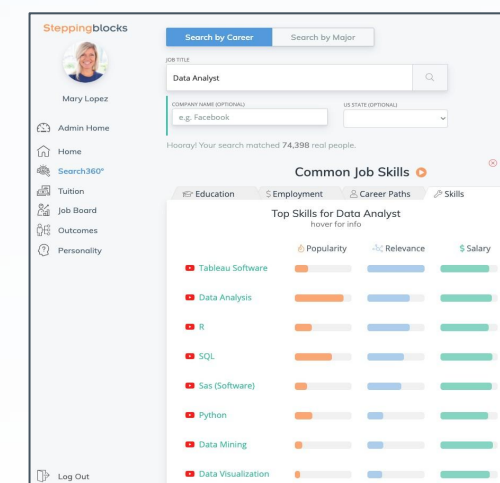 Steppingblocks
Mary Lopez
Admin Home
Home
Search360°
Tuition
Job Board
Outcomes
Personality
Log Out
Search by Career
Search by Major
JOB TITLE
Data Analyst
COMPANY NAME (OPTIONAL)
e.g. Facebook
US STATE (OPTIONAL)
Hooray! Your search matched 74,398 real people.
Common Job Skills
Education
$ Employment
Career Paths
Skills
Top Skills for Data Analyst
hover for info
Popularity
Relevance
$ Salary
Tableau Software
Data Analysis
R
SQL
Sas (Software)
Python
Data Mining
Data Visualization